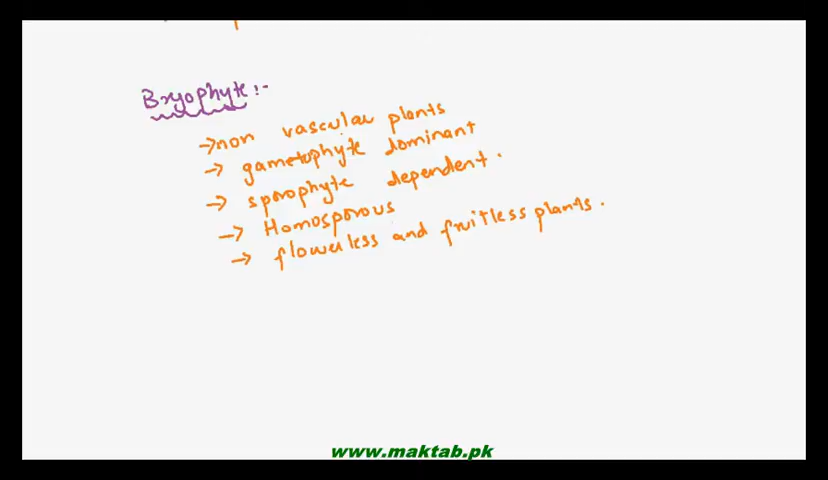 Bryophyte:-
→ non vascular plants
→ gametophyte dominant
→ sporophyte dependent.
→ Homosporous
→ flowerless and fruitless plants.
www.maktab.pk